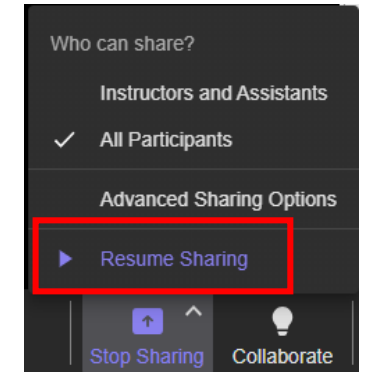 Who can share?
Instructors and Assistants
All Participants
Advanced Sharing Options
Resume Sharing
Stop Sharing
Collaborate